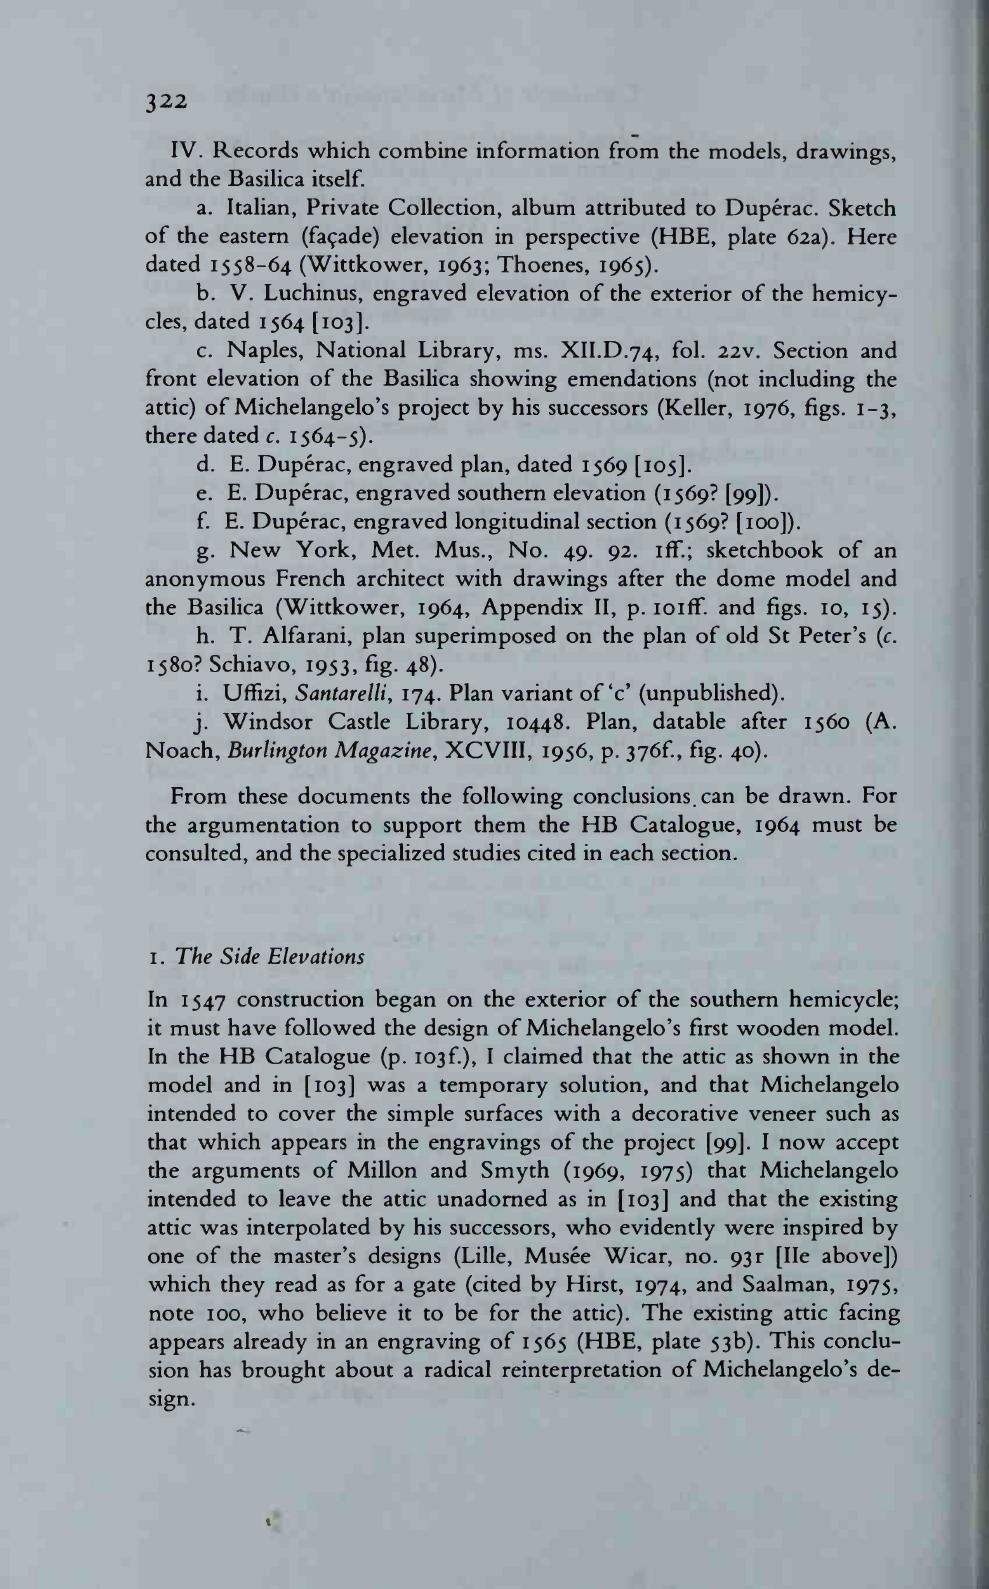 322
IV. Records which combine information from the models, drawings,
and the Basilica itself.
a. Italian, Private Collection, album attributed to Dupérac. Sketch
of the eastern (façade) elevation in perspective (HBE, plate 62a). Here
dated 1558-64 (Wittkower, 1963; Thoenes, 1965).
b. V. Luchinus, engraved elevation of the exterior of the hemicy-
cles, dated 1564 [103].
c. Naples, National Library, ms. XII.D.74, fol. 22v. Section and
front elevation of the Basilica showing emendations (not including the
attic) of Michelangelo's project by his successors (Keller, 1976, figs. 1-3,
there dated c. 1564-5).
d. E. Dupérac, engraved plan, dated 1569 [105].
e. E. Dupérac, engraved southern elevation (1569? [99]).
f. E. Dupérac, engraved longitudinal section (1569? [100]).
g. New York, Met. Mus., No. 49. 92. 1ff.; sketchbook of an
anonymous French architect with drawings after the dome model and
the Basilica (Wittkower, 1964, Appendix II, p. 101ff. and figs. 10, 15).
h. T. Alfarani, plan superimposed on the plan of old St Peter's (c.
1580? Schiavo, 1953, fig. 48).
i. Uffizi, Santarelli, 174. Plan variant of 'c' (unpublished).
j. Windsor Castle Library, 10448. Plan, datable after 1560 (A.
Noach, Burlington Magazine, XCVIII, 1956, p. 376f., fig. 40).
From these documents the following conclusions can be drawn. For
the argumentation to support them the HB Catalogue, 1964 must be
consulted, and the specialized studies cited in each section.
1. The Side Elevations
In 1547 construction began on the exterior of the southern hemicycle;
it must have followed the design of Michelangelo's first wooden model.
In the HB Catalogue (p. 103f.), I claimed that the attic as shown in the
model and in [103] was a temporary solution, and that Michelangelo
intended to cover the simple surfaces with a decorative veneer such as
that which appears in the engravings of the project [99]. I now accept
the arguments of Millon and Smyth (1969, 1975) that Michelangelo
intended to leave the attic unadorned as in [103] and that the existing
attic was interpolated by his successors, who evidently were inspired by
one of the master's designs (Lille, Musée Wicar, no. 93r [IIe above])
which they read as for a gate (cited by Hirst, 1974, and Saalman, 1975,
note 100, who believe it to be for the attic). The existing attic facing
appears already in an engraving of 1565 (HBE, plate 53b). This conclu-
sion has brought about a radical reinterpretation of Michelangelo's de-
sign.